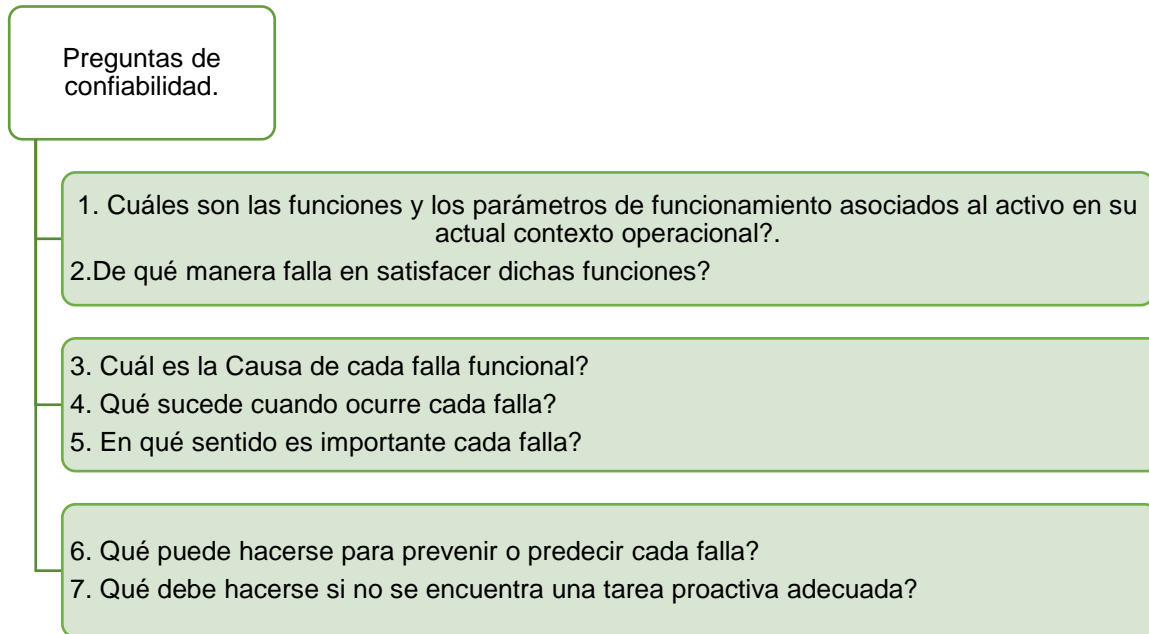 Preguntas de
confiabilidad.
1. Cuáles son las funciones y los parámetros de funcionamiento asociados al activo en su
actual contexto operacional?.
2.De qué manera falla en satisfacer dichas funciones?
3. Cuál es la Causa de cada falla funcional?
4. Qué sucede cuando ocurre cada falla?
5. En qué sentido es importante cada falla?
6. Qué puede hacerse para prevenir o predecir cada falla?
7. Qué debe hacerse si no se encuentra una tarea proactiva adecuada?